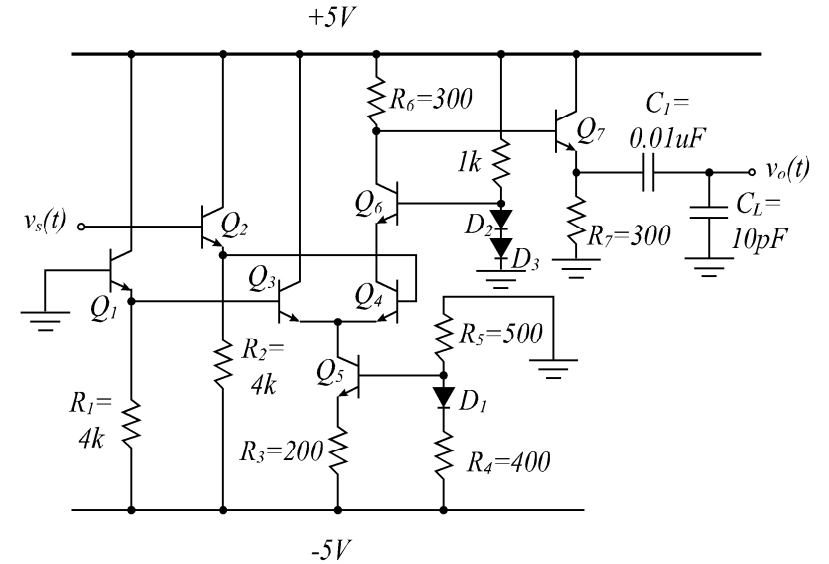 +5V
R6=300
C1=
0.01uF
Q7
1k
vo(t)
Q6
CL=
10pF
vs(t)
Q2
D2
R7=300
D3
Q1
Q3
Q4
R5=500
R2=
4k
Q5
D1
R1=
4k
R3=200
R4=400
-5V